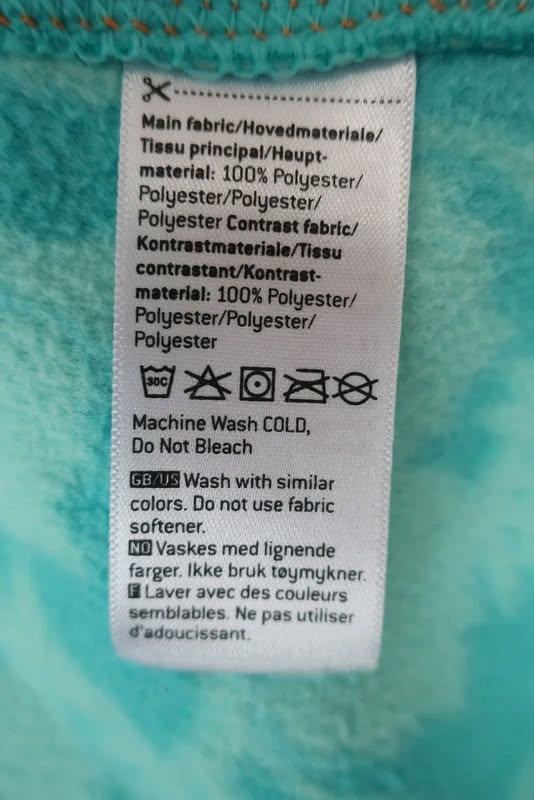 Main fabric/Hovedmateriale/
Tissu principal/Haupt-
material: 100% Polyester/
Polyester/Polyester/
Polyester Contrast fabric/
Kontrastmateriale/Tissu
contrastant/Kontrast-
material: 100% Polyester/
Polyester/Polyester/
Polyester
30C
Machine Wash COLD,
Do Not Bleach
GB/US Wash with similar
colors. Do not use fabric
softener.
NO Vaskes med lignende
farger. Ikke bruk tøymykner.
F Laver avec des couleurs
semblables. Ne pas utiliser
d'adoucissant.